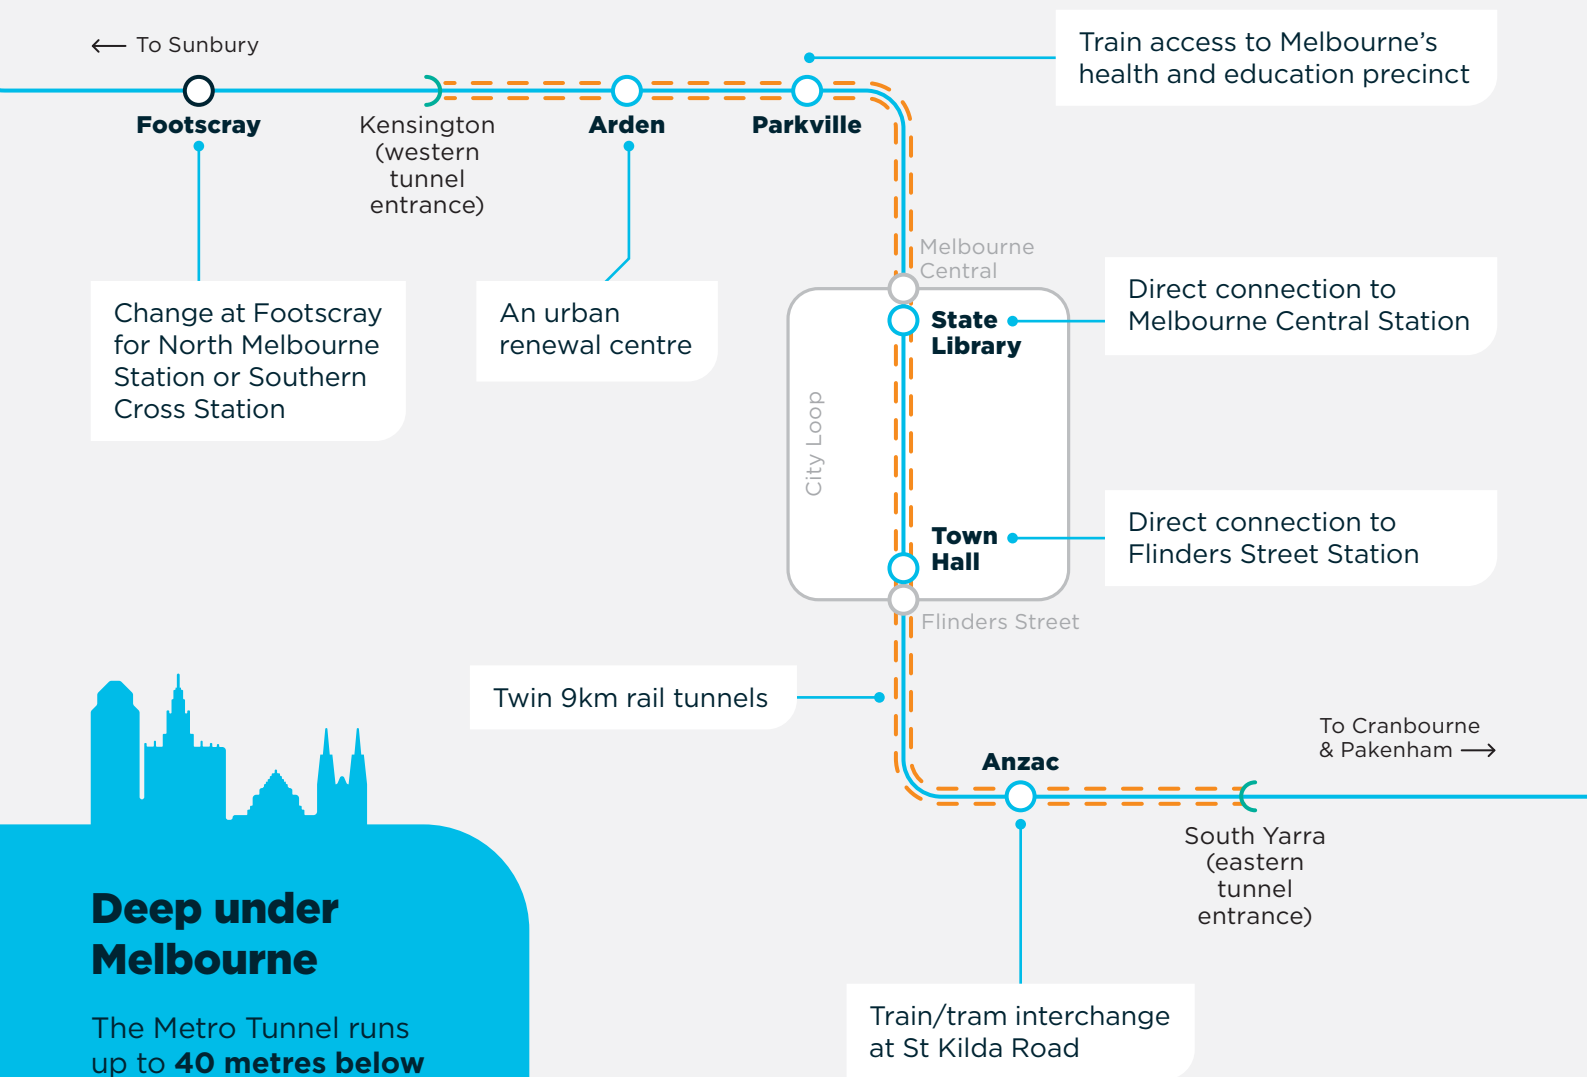 To Sunbury
Train access to Melbourne's
health and education precinct
Footscray
Kensington
(western
tunnel
entrance)
Arden
Parkville
Change at Footscray
for North Melbourne
Station or Southern
Cross Station
An urban
renewal centre
Melbourne
Central
State
Library
Direct connection to
Melbourne Central Station
City Loop
Town
Hall
Direct connection to
Flinders Street Station
Flinders Street
Twin 9km rail tunnels
To Cranbourne
& Pakenham
Anzac
South Yarra
(eastern
tunnel
entrance)
Train/tram interchange
at St Kilda Road
Deep under
Melbourne
The Metro Tunnel runs
up to 40 metres below